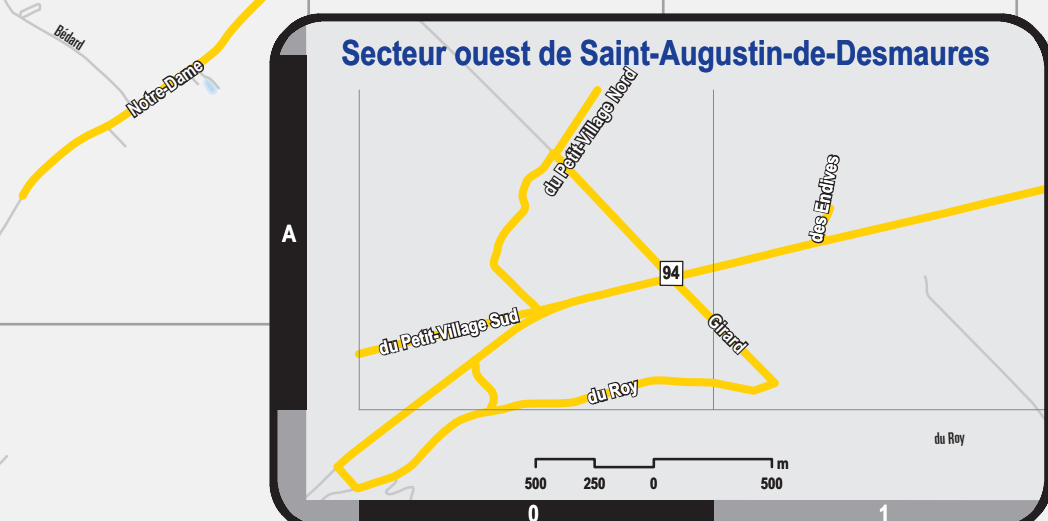 Bédard
Notre-Dame
Secteur ouest de Saint-Augustin-de-Desmaures
du Petit-Village Nord
des Endives
A
94
du Petit-Village Sud
Girard
du Roy
du Roy
m
500 250 0 500
0 1